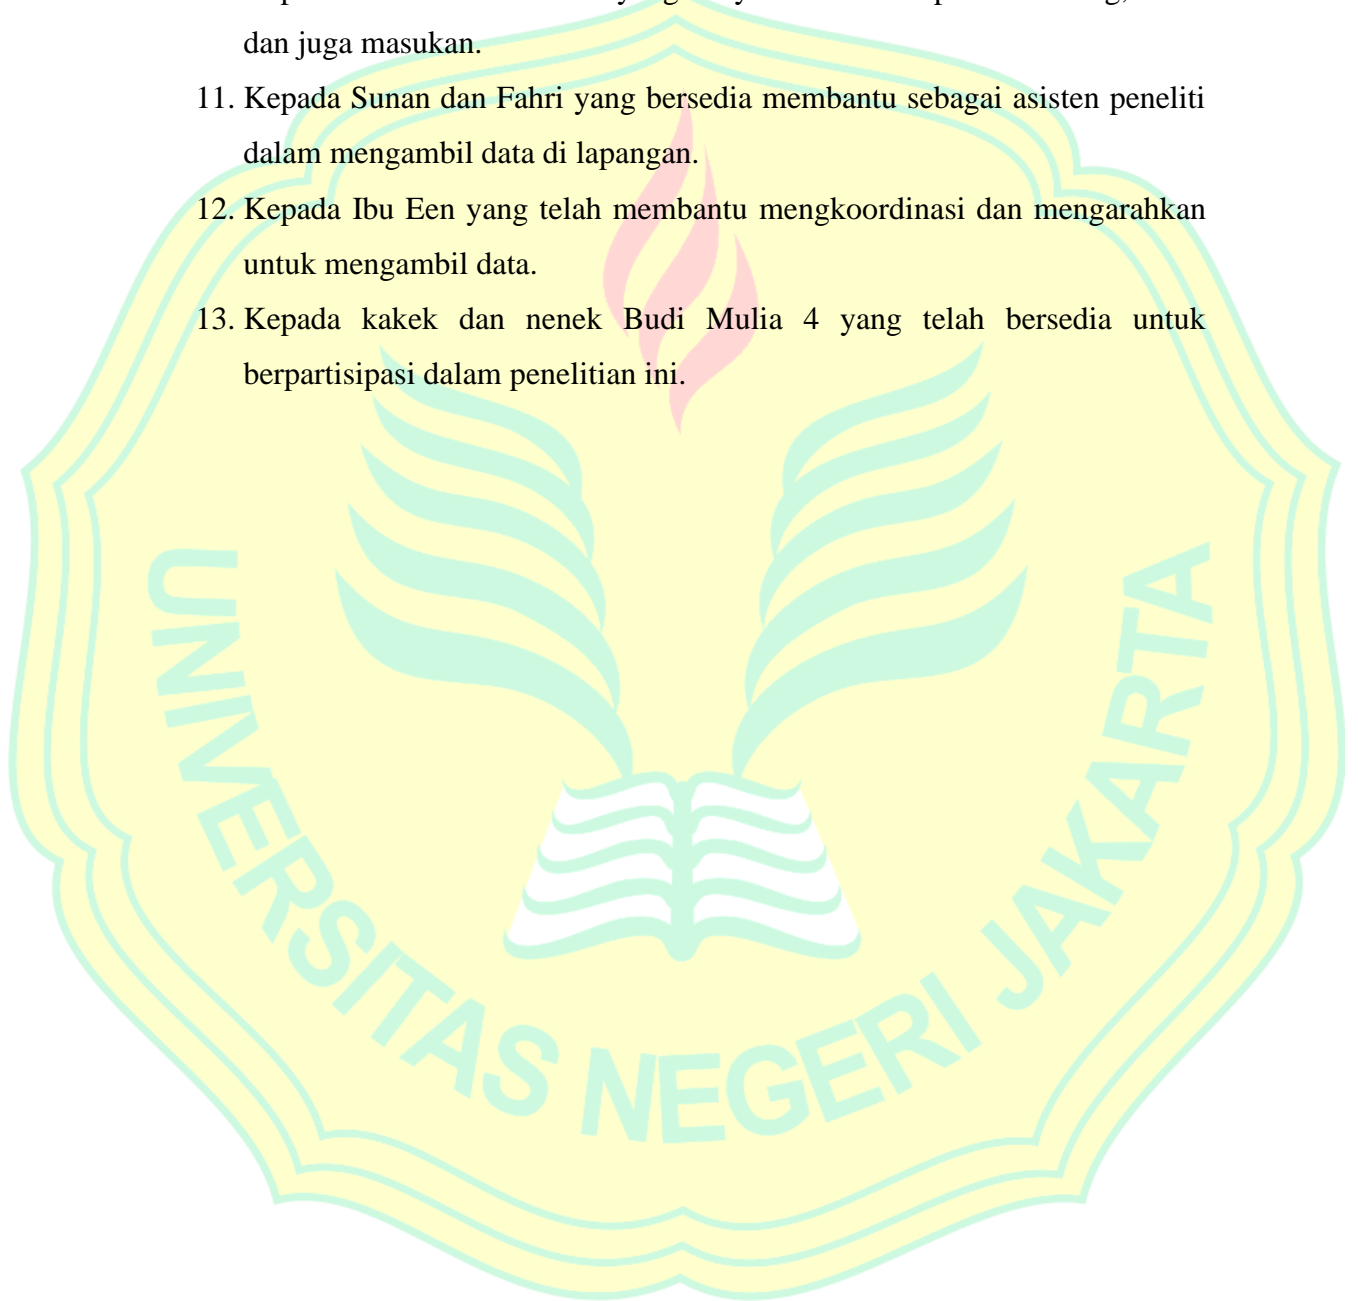 dan juga masukan.
11. Kepada Sunan dan Fahri yang bersedia membantu sebagai asisten peneliti
dalam mengambil data di lapangan.
12. Kepada Ibu Een yang telah membantu mengkoordinasi dan mengarahkan
untuk mengambil data.
13. Kepada kakek dan nenek Budi Mulia 4 yang telah bersedia untuk
berpartisipasi dalam penelitian ini.
UNIVERSITAS NEGERI JAKARTA